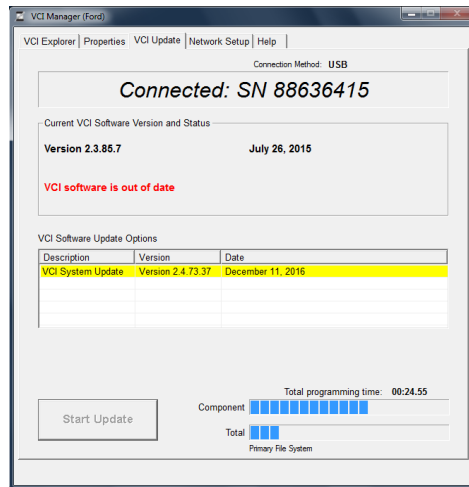 VCI Manager (Ford)
VCI Explorer Properties VCI Update Network Setup Help
Connection Method: USB
Connected: SN 88636415
Current VCI Software Version and Status
Version 2.3.85.7 July 26, 2015
VCI software is out of date
VCI Software Update Options
Description Version Date
VCI System Update Version 2.4.73.37 December 11, 2016
Total programming time: 00:24.55
Component
Start Update
Total
Primary File System